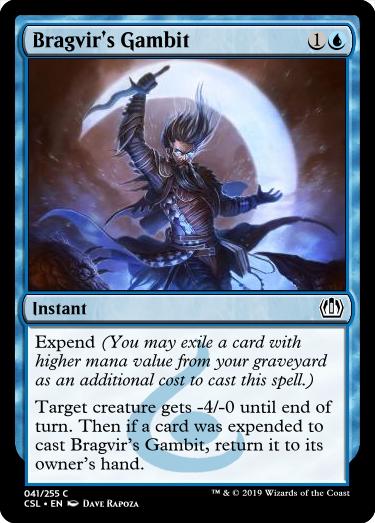 Bragvir's Gambit 1
Instant
Expend (You may exile a card with
higher mana value from your graveyard
as an additional cost to cast this spell.)
Target creature gets -4/-0 until end of
turn. Then if a card was expended to
cast Bragvir's Gambit, return it to its
owner's hand.
041/255 C
CSL • EN Dave Rapoza
™ & © 2019 Wizards of the Coast